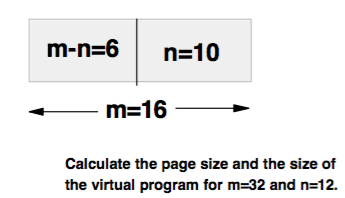 m-n=6 n=10
m=16
Calculate the page size and the size of
the virtual program for m=32 and n=12.